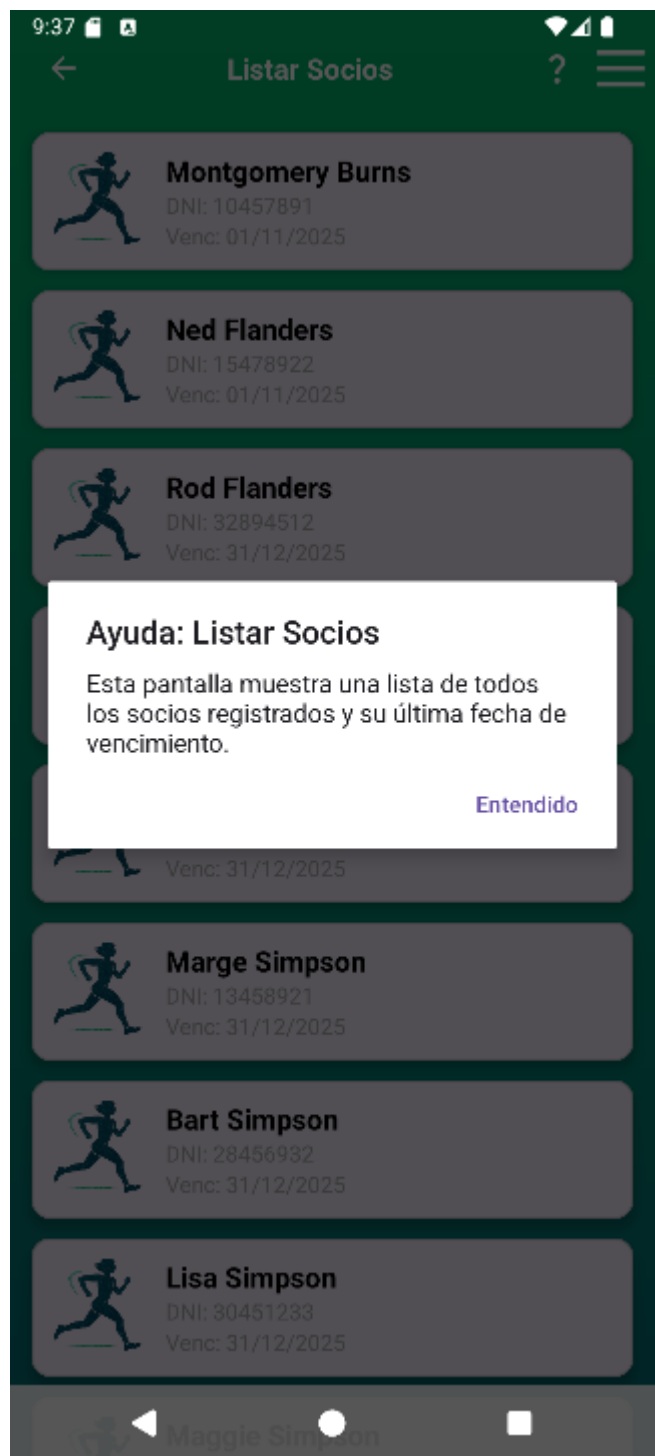 9:37
Listar Socios ?
Montgomery Burns
DNI: 10457891
Venc: 01/11/2025
Ned Flanders
DNI: 15478922
Venc: 01/11/2025
Rod Flanders
DNI: 32894512
Venc: 31/12/2025
Ayuda: Listar Socios
Esta pantalla muestra una lista de todos
los socios registrados y su última fecha de
vencimiento.
Entendido
Venc: 31/12/2025
Marge Simpson
DNI: 13458921
Venc: 31/12/2025
Bart Simpson
DNI: 28456932
Venc: 31/12/2025
Lisa Simpson
DNI: 30451233
Venc: 31/12/2025
Maggie Simpson